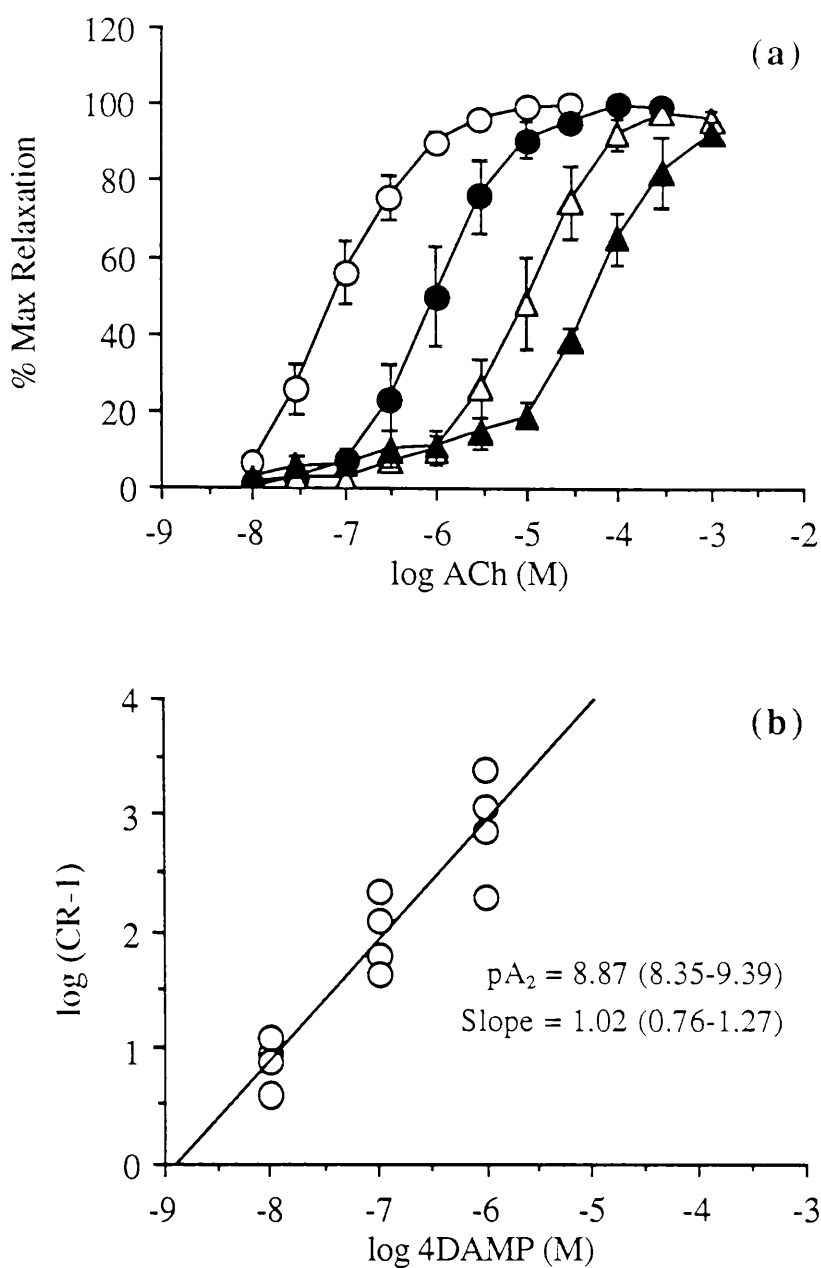 (a)
% Max Relaxation
120
100
80
60
40
20
0
-9 -8 -7 -6 -5 -4 -3 -2
log ACh (M)
(b)
log (CR-1)
4
3
2
1
0
pA₂ = 8.87 (8.35-9.39)
Slope = 1.02 (0.76-1.27)
-9 -8 -7 -6 -5 -4 -3
log 4DAMP (M)